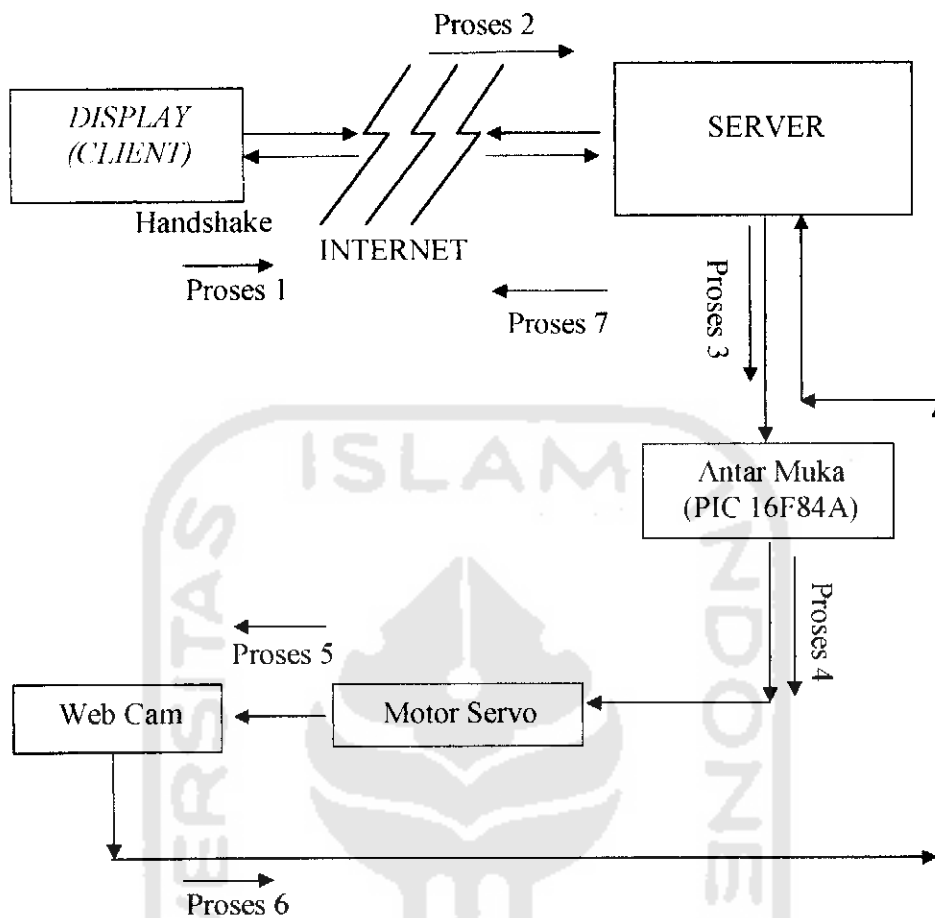 Proses 2
DISPLAY
(CLIENT)
SERVER
Handshake
INTERNET
Proses 1
Proses 7
Proses 3
ISLAM
Antar Muka
(PIC 16F84A)
Proses 4
Proses 5
Web Cam
Motor Servo
Proses 6